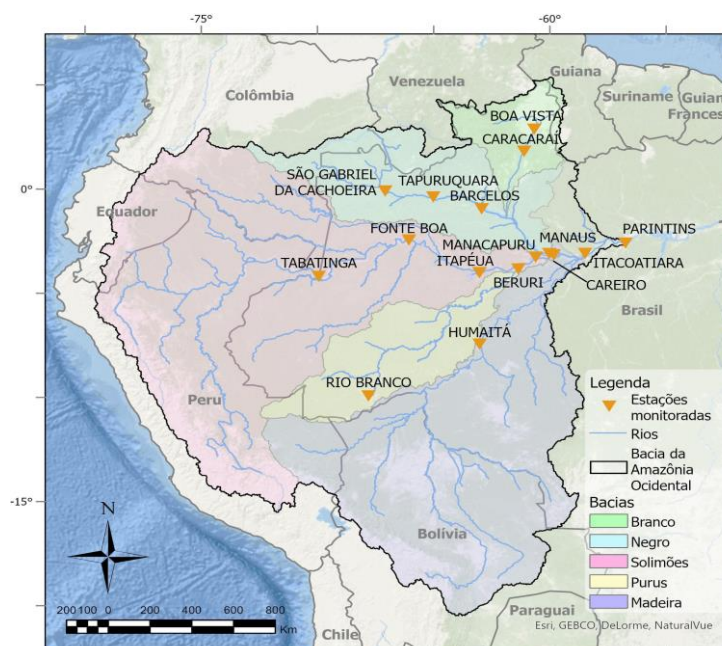 -75°
-60°
Guiana
Venezuela
Suriname
Colômbia
Guiana
Frances
BOA VISTA
CARACARAÍ
0°
SÃO GABRIEL
DA CACHOEIRA
TAPURUQUARA
BARCELOS
Equador
FONTE BOA
MANACAPURU
MANAUS
PARINTINS
TABATINGA
ITAPÉUA
ITACOATIARA
BERURI
CAREIRO
Brasil
HUMAITÁ
RIO BRANCO
Peru
-15°
Bolívia
N
Legenda
Estações
monitoradas
Rios
Bacia da
Amazônia
Ocidental
Bacias
Branco
Negro
Solimões
Purus
Madeira
200 100 0 200 400 600 800
Km
Chile
Paraguai
Esri, GEBCO, DeLorme, NaturalVue